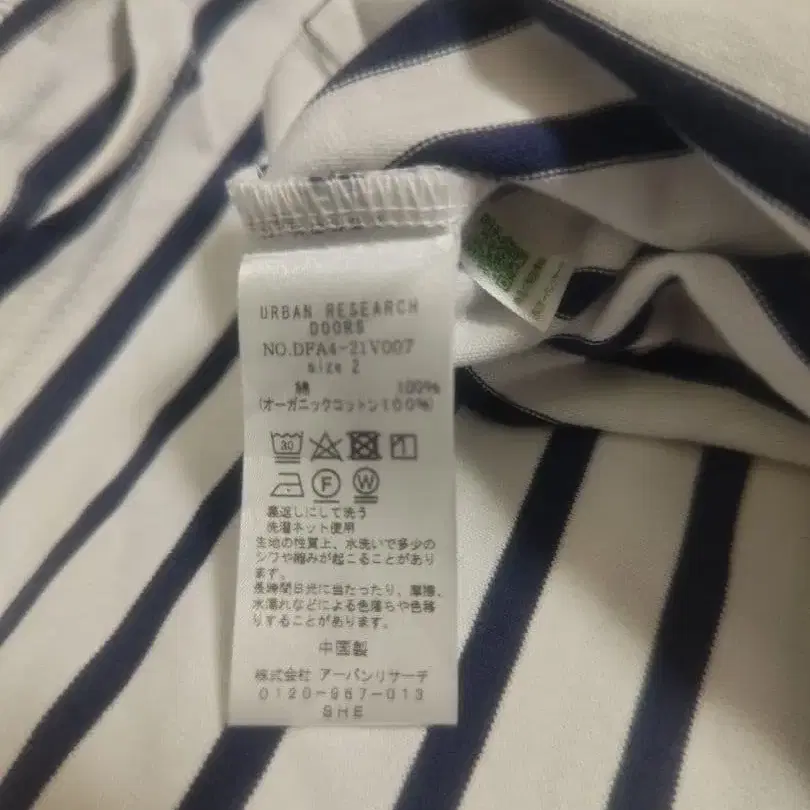 URBAN RESEARCH
DOORS
NO.DFA4-21V007
size 2
綿 100%
(オーガニックコットン100%)
30
F W
裏返しにして洗う
洗濯ネット使用
生地の性質上、水洗いで多少の
シワや縮みが起こることがあり
ます。
長時間日光に当たったり、摩擦、
水濡れなどによる色落ちや色移
りすることがあります。
中国製
株式会社 アーバンリサーチ
0120-967-013
SHE